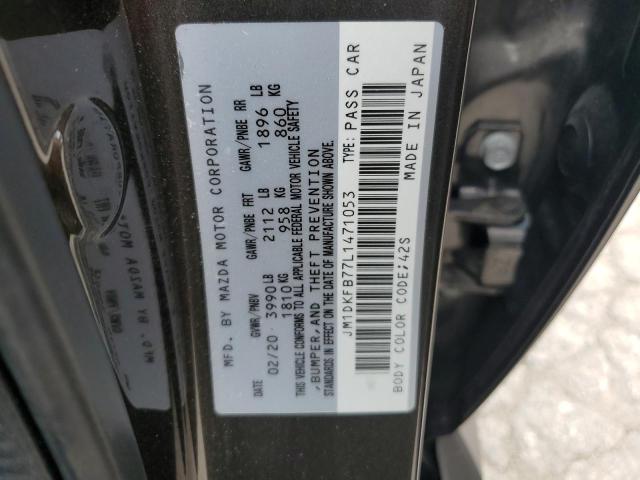 MFD. BY MAZDA MOTOR CORPORATION
DATE GVWR/PNBV GAWR/PNBE FRT GAWR/PNBE RR
02/20 3990 LB 2112 LB 1896 LB
1810 KG 958 KG 860 KG
THIS VEHICLE CONFORMS TO ALL APPLICABLE FEDERAL MOTOR VEHICLE SAFETY
,BUMPER,AND THEFT PREVENTION
STANDARDS IN EFFECT ON THE DATE OF MANUFACTURE SHOWN ABOVE.
JM1DKFB77L1471053 TYPE: PASS CAR
BODY COLOR CODE;42S MADE IN JAPAN